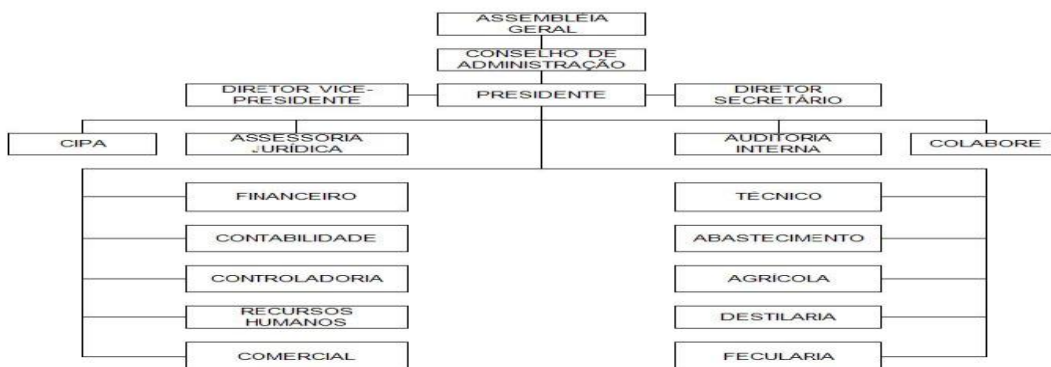 ASSEMBLÉIA
GERAL
CONSELHO DE
ADMINISTRAÇÃO
DIRETOR VICE-
PRESIDENTE
PRESIDENTE
DIRETOR
SECRETÁRIO
CIPA
ASSESSORIA
JURÍDICA
AUDITORIA
INTERNA
COLABORE
FINANCEIRO
TÉCNICO
CONTABILIDADE
ABASTECIMENTO
CONTROLADORIA
AGRÍCOLA
RECURSOS
HUMANOS
DESTILARIA
COMERCIAL
FECULARIA